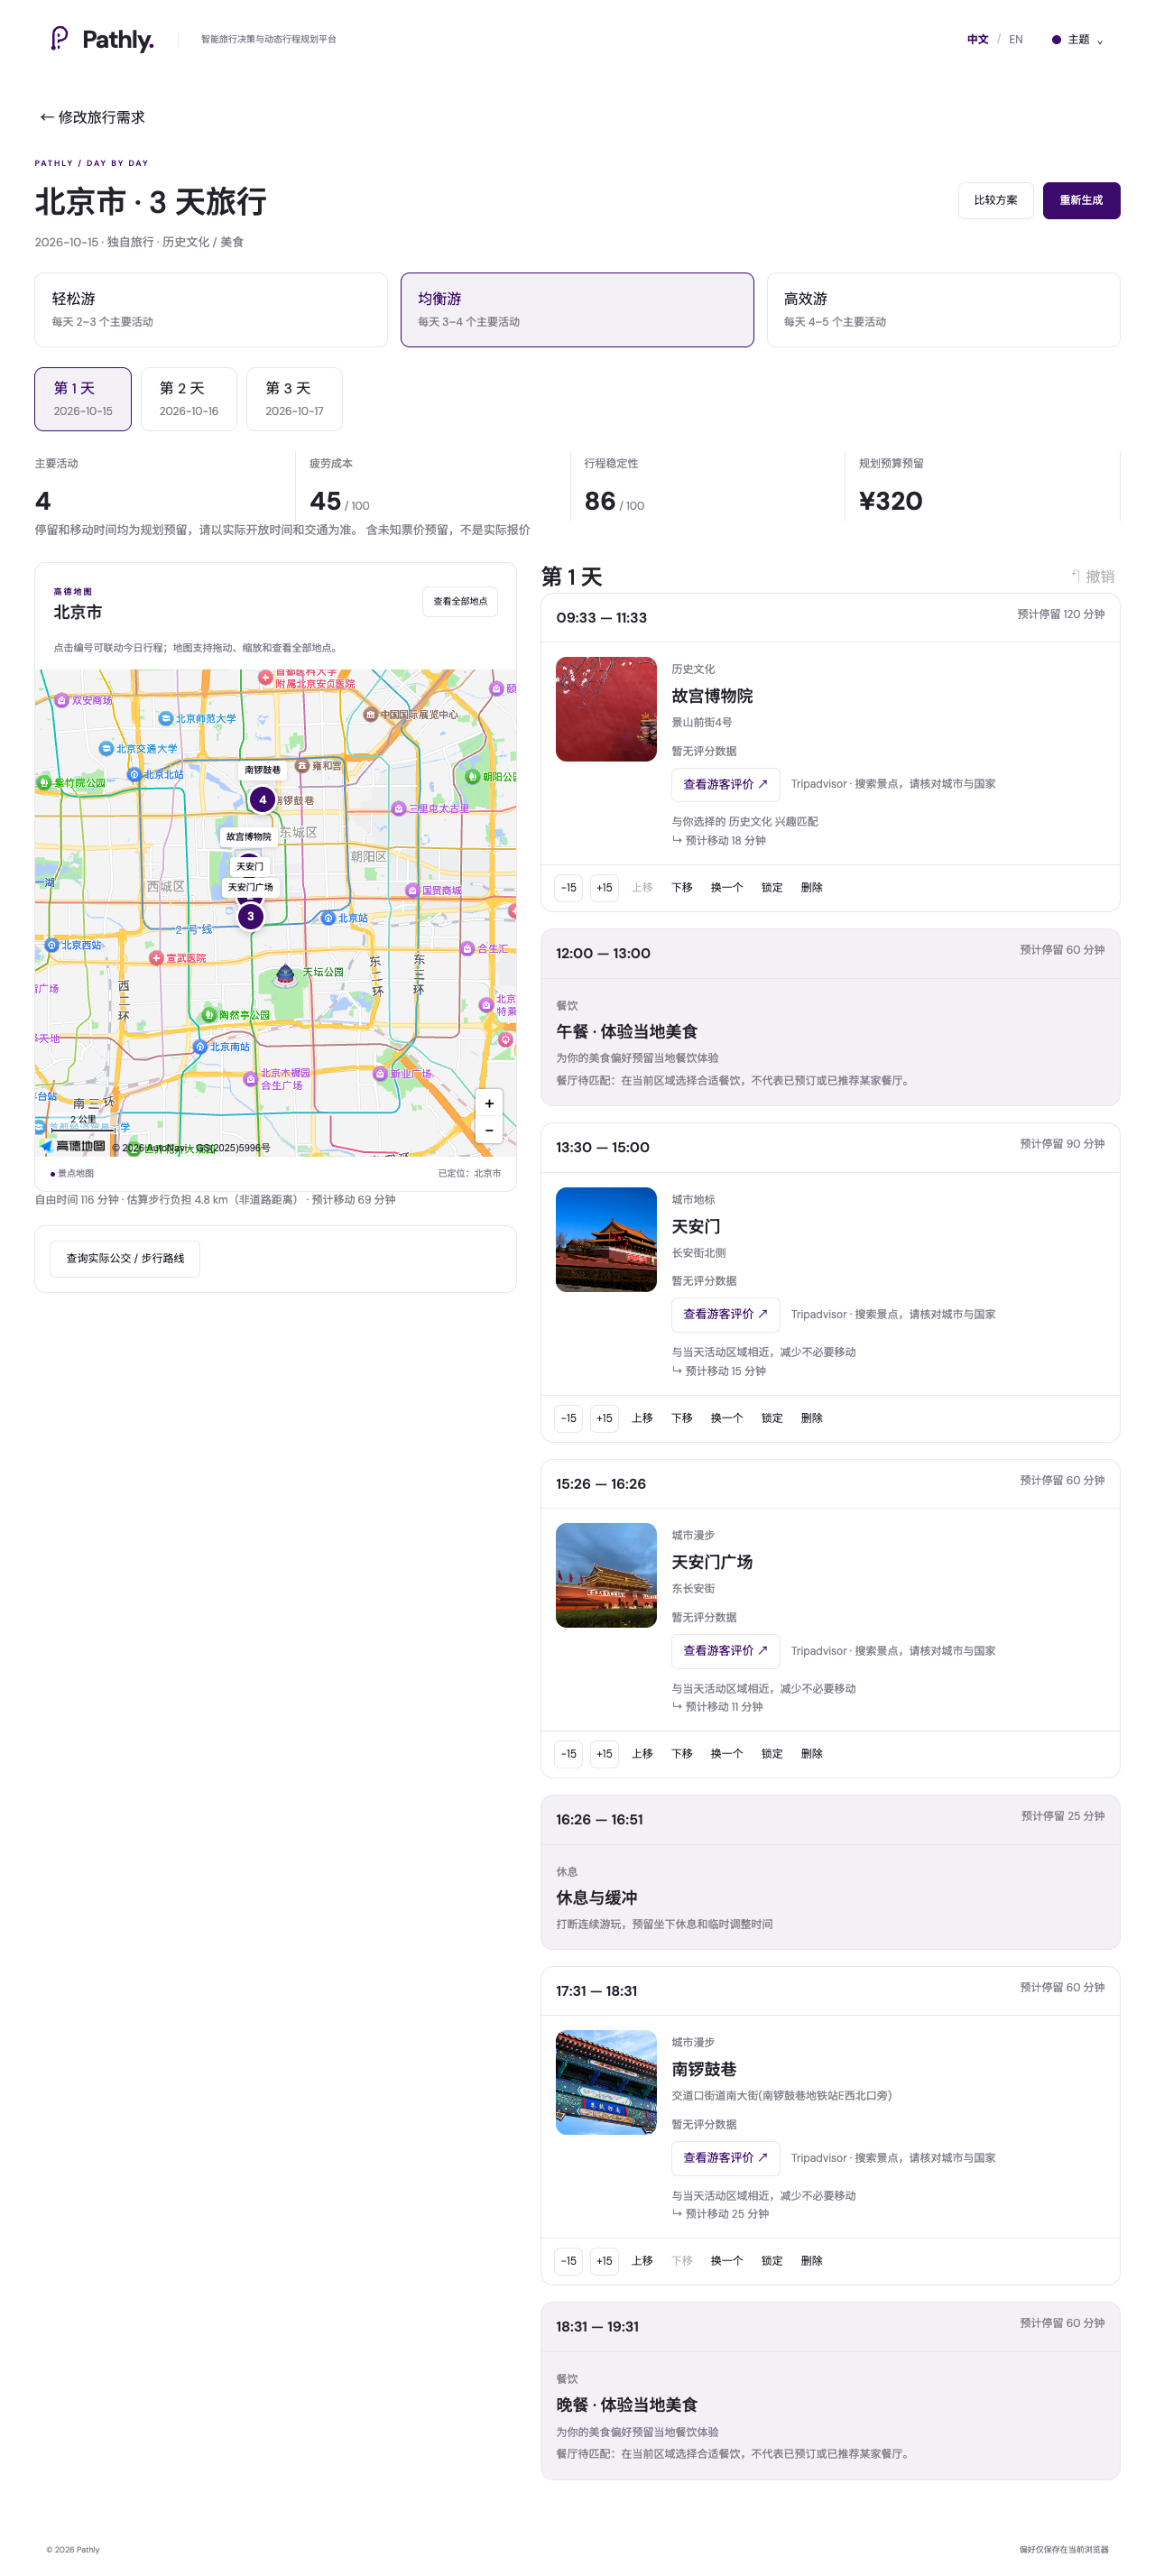 Pathly.
智能旅行决策与动态行程规划平台
中文 / EN
主题
← 修改旅行需求
PATHLY / DAY BY DAY
北京市 · 3 天旅行
2026-10-15 · 独自旅行 · 历史文化 / 美食
比较方案
重新生成
轻松游
每天 2–3 个主要活动
均衡游
每天 3–4 个主要活动
高效游
每天 4–5 个主要活动
第 1 天
2026-10-15
第 2 天
2026-10-16
第 3 天
2026-10-17
主要活动
4
疲劳成本
45 / 100
行程稳定性
86 / 100
规划预算预留
¥320
停留和移动时间均为规划预留，请以实际开放时间和交通为准。 含未知票价预留，不是实际报价
高德地图
北京市
查看全部地点
点击编号可联动今日行程；地图支持拖动、缩放和查看全部地点。
首都医科大学
附属北京安贞医院
双安商场
北京师范大学
中国国际展览中心
北京交通大学
紫竹院公园
北京北站
南锣鼓巷
雍和宫
朝阳公园
4
南锣鼓巷
三里屯太古里
故宫博物院
东城区
天安门
朝阳区
西城区
天安门广场
国贸商城
3
2 号 线
北京站
北京西站
宣武医院
合生汇
天坛公园
东二环
东三环
西二环
陶然亭公园
北京南站
北京木樨园
合生广场
新业广场
南 三 环
2 公里
+
−
高德地图
© 2026 AutoNavi - GS(2025)5996号
景点地图
已定位：北京市
自由时间 116 分钟 · 估算步行负担 4.8 km（非道路距离） · 预计移动 69 分钟
查询实际公交 / 步行路线
第 1 天
撤销
09:33 — 11:33
预计停留 120 分钟
历史文化
故宫博物院
景山前街4号
暂无评分数据
查看游客评价 ↗
Tripadvisor · 搜索景点，请核对城市与国家
与你选择的 历史文化 兴趣匹配
↳ 预计移动 18 分钟
-15 +15 上移 下移 换一个 锁定 删除
12:00 — 13:00
预计停留 60 分钟
餐饮
午餐 · 体验当地美食
为你的美食偏好预留当地餐饮体验
餐厅待匹配：在当前区域选择合适餐饮，不代表已预订或已推荐某家餐厅。
13:30 — 15:00
预计停留 90 分钟
城市地标
天安门
长安街北侧
暂无评分数据
查看游客评价 ↗
Tripadvisor · 搜索景点，请核对城市与国家
与当天活动区域相近，减少不必要移动
↳ 预计移动 15 分钟
-15 +15 上移 下移 换一个 锁定 删除
15:26 — 16:26
预计停留 60 分钟
城市漫步
天安门广场
东长安街
暂无评分数据
查看游客评价 ↗
Tripadvisor · 搜索景点，请核对城市与国家
与当天活动区域相近，减少不必要移动
↳ 预计移动 11 分钟
-15 +15 上移 下移 换一个 锁定 删除
16:26 — 16:51
预计停留 25 分钟
休息
休息与缓冲
打断连续游玩，预留坐下休息和临时调整时间
17:31 — 18:31
预计停留 60 分钟
城市漫步
南锣鼓巷
交道口街道南大街(南锣鼓巷地铁站E西北口旁)
暂无评分数据
查看游客评价 ↗
Tripadvisor · 搜索景点，请核对城市与国家
与当天活动区域相近，减少不必要移动
↳ 预计移动 25 分钟
-15 +15 上移 下移 换一个 锁定 删除
18:31 — 19:31
预计停留 60 分钟
餐饮
晚餐 · 体验当地美食
为你的美食偏好预留当地餐饮体验
餐厅待匹配：在当前区域选择合适餐饮，不代表已预订或已推荐某家餐厅。
© 2026 Pathly
偏好仅保存在当前浏览器